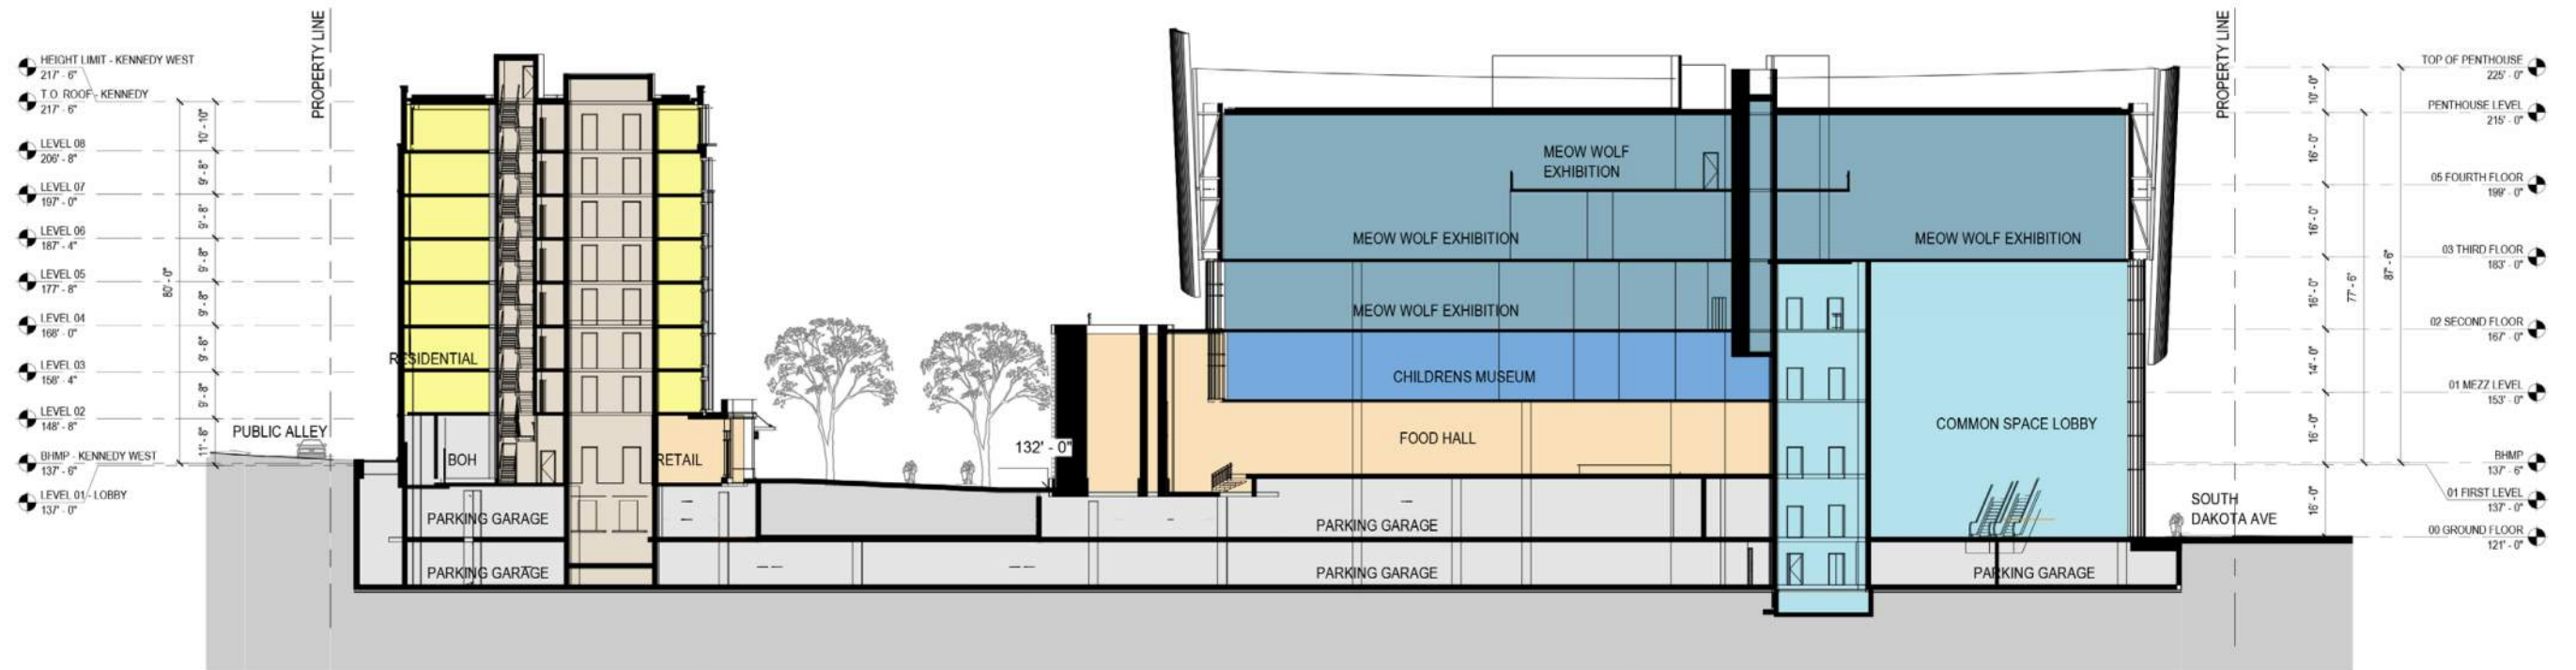 HEIGHT LIMIT - KENNEDY WEST
217' - 6"
T.O. ROOF - KENNEDY
217' - 6"
LEVEL 08
206' - 8"
LEVEL 07
197' - 0"
LEVEL 06
187' - 4"
LEVEL 05
177' - 8"
LEVEL 04
168' - 0"
LEVEL 03
158' - 4"
LEVEL 02
148' - 8"
BHMP - KENNEDY WEST
137' - 6"
LEVEL 01 - LOBBY
137' - 0"
80' - 0"
10' - 10"
9' - 8"
9' - 8"
9' - 8"
9' - 8"
9' - 8"
9' - 8"
11' - 8"
PROPERTY LINE
PUBLIC ALLEY
RESIDENTIAL
BOH
RETAIL
PARKING GARAGE
PARKING GARAGE
132' - 0"
MEOW WOLF
EXHIBITION
MEOW WOLF EXHIBITION
MEOW WOLF EXHIBITION
MEOW WOLF EXHIBITION
CHILDRENS MUSEUM
FOOD HALL
COMMON SPACE LOBBY
PARKING GARAGE
PARKING GARAGE
PARKING GARAGE
SOUTH
DAKOTA AVE
PROPERTY LINE
10' - 0"
16' - 0"
16' - 0"
16' - 0"
14' - 0"
16' - 0"
16' - 0"
77' - 6"
87' - 6"
TOP OF PENTHOUSE
225' - 0"
PENTHOUSE LEVEL
215' - 0"
05 FOURTH FLOOR
199' - 0"
03 THIRD FLOOR
183' - 0"
02 SECOND FLOOR
167' - 0"
01 MEZZ LEVEL
153' - 0"
BHMP
137' - 6"
01 FIRST LEVEL
137' - 0"
00 GROUND FLOOR
121' - 0"